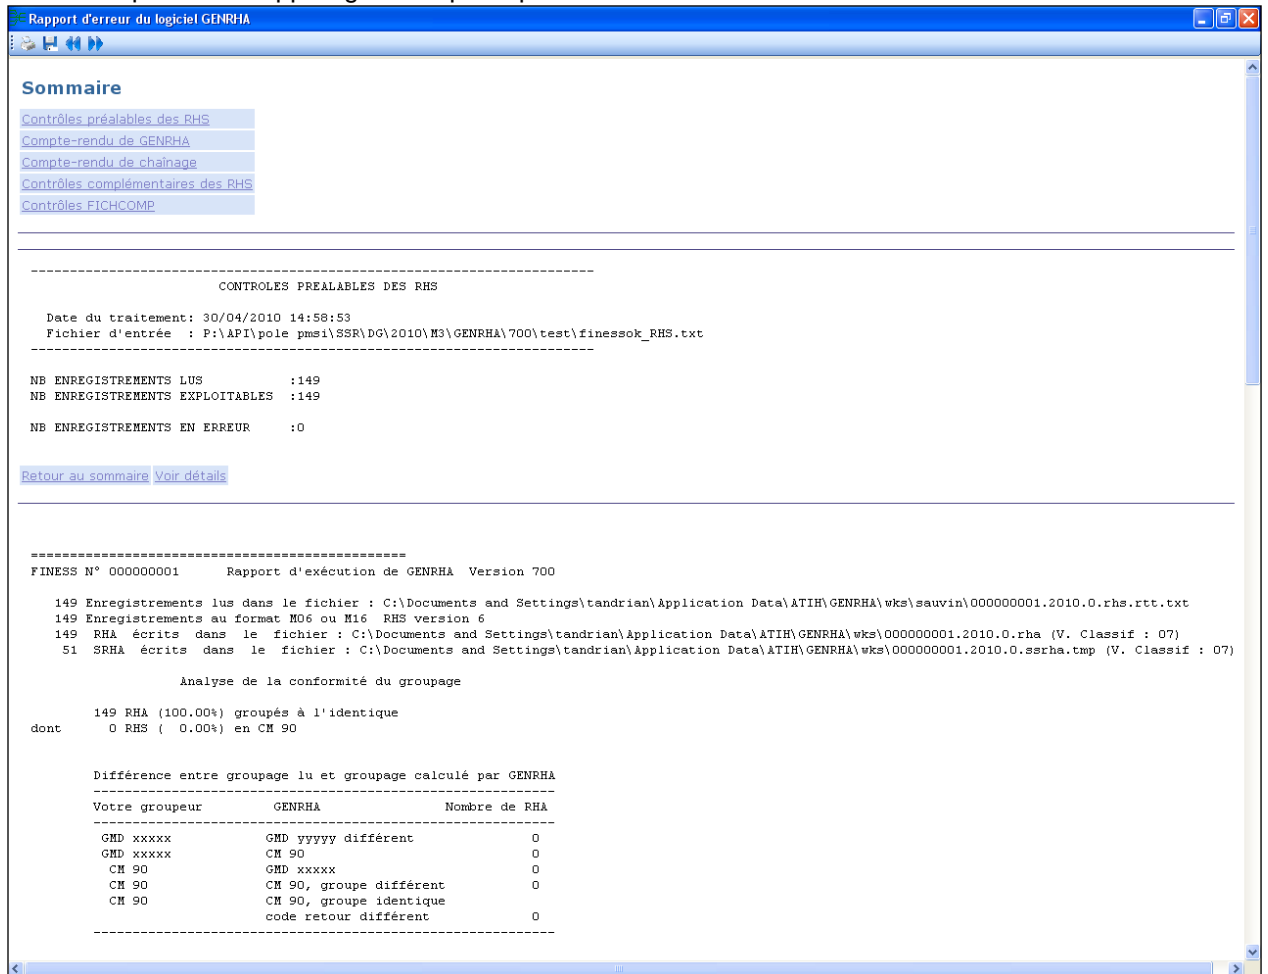 Rapport d'erreur du logiciel GENRHA
Sommaire
Contrôles préalables des RHS
Compte-rendu de GENRHA
Compte-rendu de chaînage
Contrôles complémentaires des RHS
Contrôles FICHCOMP
------------------------------------------------------------------------
CONTROLES PREALABLES DES RHS
Date du traitement: 30/04/2010 14:58:53
Fichier d'entrée : P:\API\pole pmsi\SSR\DG\2010\M3\GENRHA\700\test\finessok_RHS.txt
------------------------------------------------------------------------
NB ENREGISTREMENTS LUS :149
NB ENREGISTREMENTS EXPLOITABLES :149
NB ENREGISTREMENTS EN ERREUR :0
Retour au sommaire Voir détails
================================================
FINESS N° 000000001 Rapport d'exécution de GENRHA Version 700
149 Enregistrements lus dans le fichier : C:\Documents and Settings\tandrian\Application Data\ATIH\GENRHA\wks\sauvin\000000001.2010.0.rhs.rtt.txt
149 Enregistrements au format M06 ou M16 RHS version 6
149 RHA écrits dans le fichier : C:\Documents and Settings\tandrian\Application Data\ATIH\GENRHA\wks\000000001.2010.0.rha (V. Classif : 07)
51 SRHA écrits dans le fichier : C:\Documents and Settings\tandrian\Application Data\ATIH\GENRHA\wks\000000001.2010.0.ssrha.tmp (V. Classif : 07)
Analyse de la conformité du groupage
149 RHA (100.00%) groupés à l'identique
dont 0 RHS ( 0.00%) en CM 90
Différence entre groupage lu et groupage calculé par GENRHA
-----------------------------------------------------------
Votre groupeur GENRHA Nombre de RHA
-----------------------------------------------------------
GMD xxxxx GMD yyyyy différent 0
GMD xxxxx CM 90 0
CM 90 GMD xxxxx 0
CM 90 CM 90, groupe différent 0
CM 90 CM 90, groupe identique
code retour différent 0
-----------------------------------------------------------